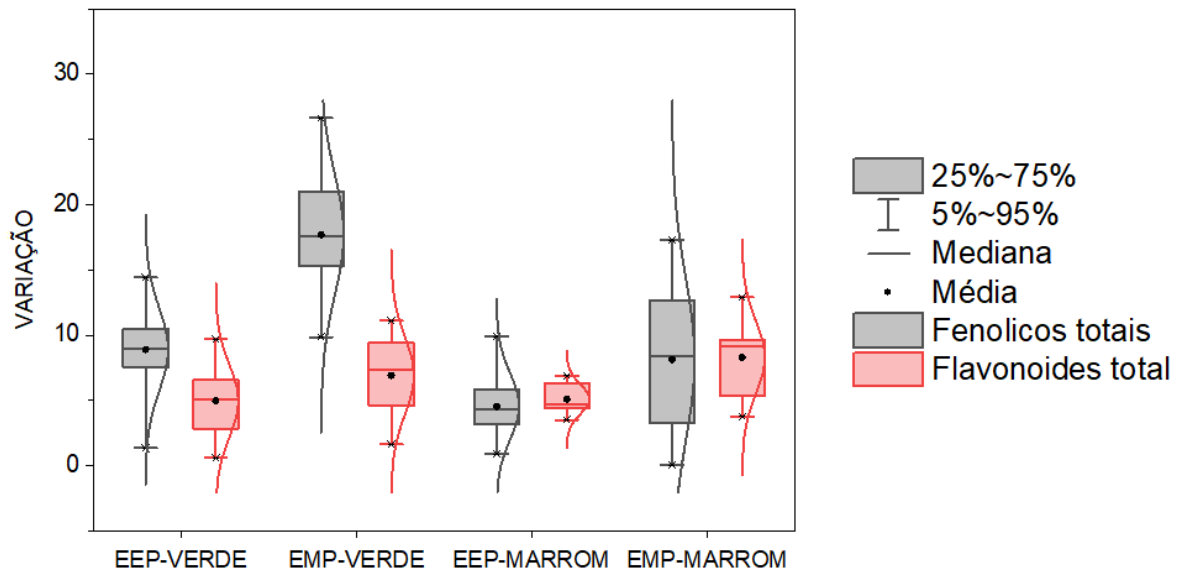 VARIAÇÃO
30
20
10
0
EEP-VERDE
EMP-VERDE
EEP-MARROM
EMP-MARROM
25%~75%
5%~95%
Mediana
Média
Fenolicos totais
Flavonoides total